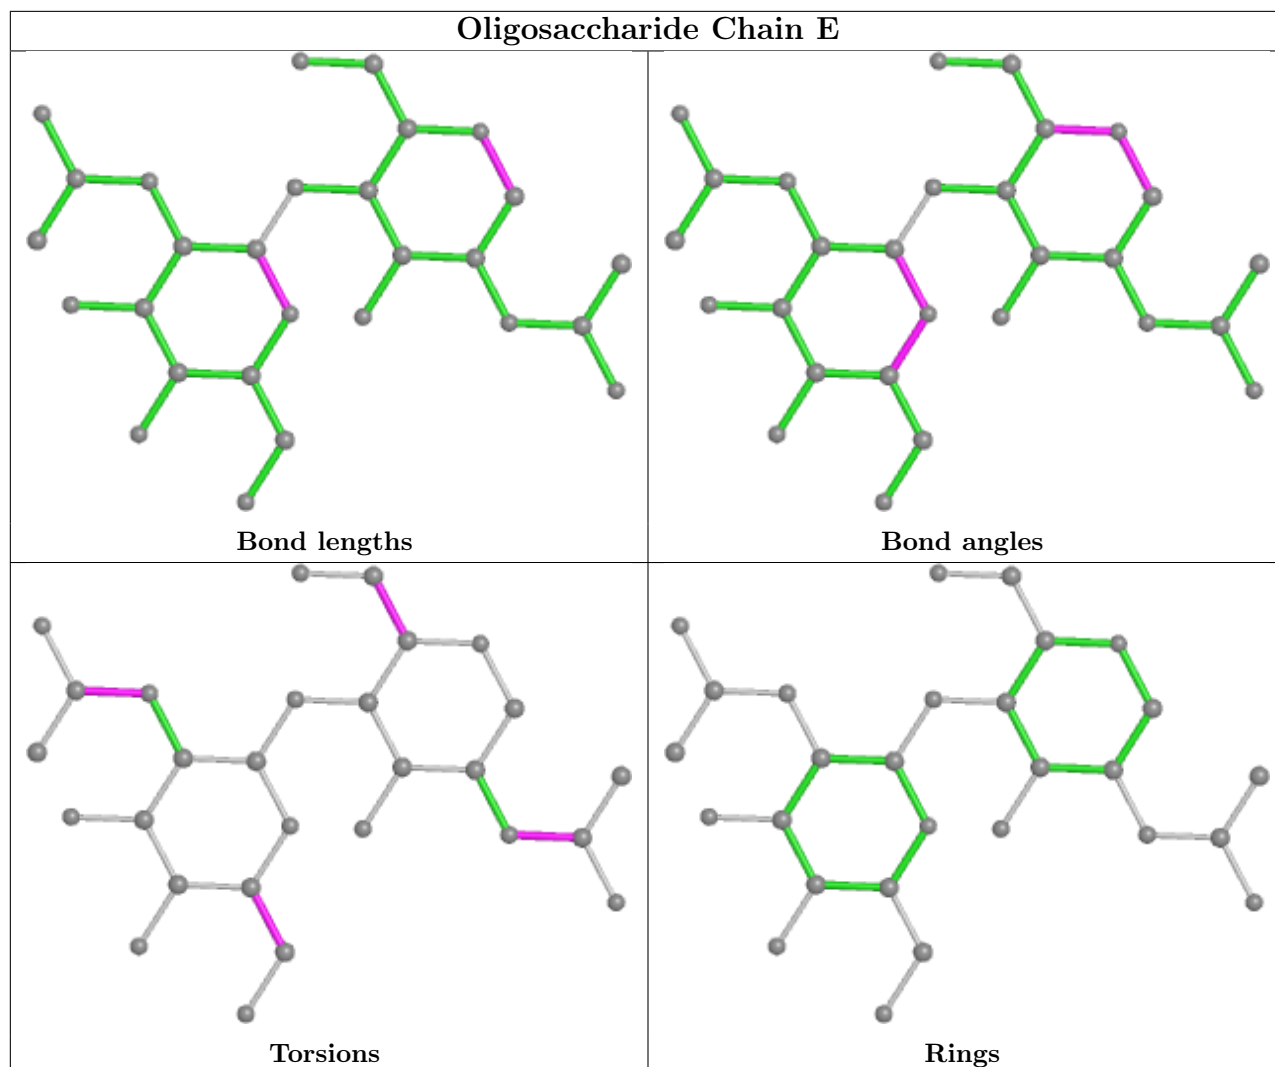 Oligosaccharide Chain E
Bond lengths
Bond angles
Torsions
Rings